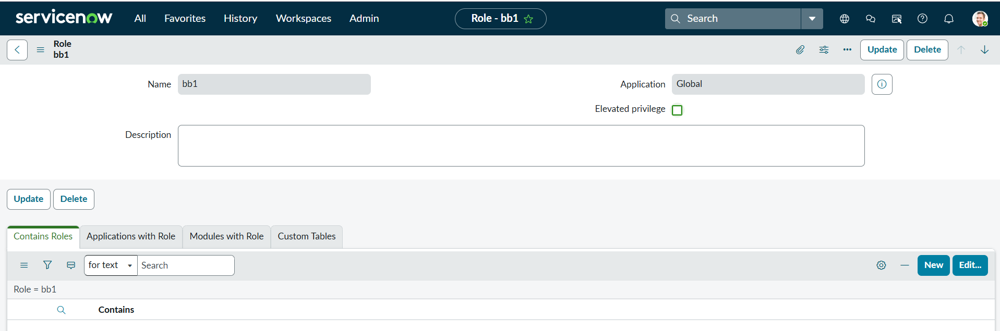 servicenow All Favorites History Workspaces Admin Role - bb1 Search
Role
bb1
Update Delete
Name bb1 Application Global
Elevated privilege
Description
Update Delete
Contains Roles Applications with Role Modules with Role Custom Tables
for text Search New Edit...
Role = bb1
Contains